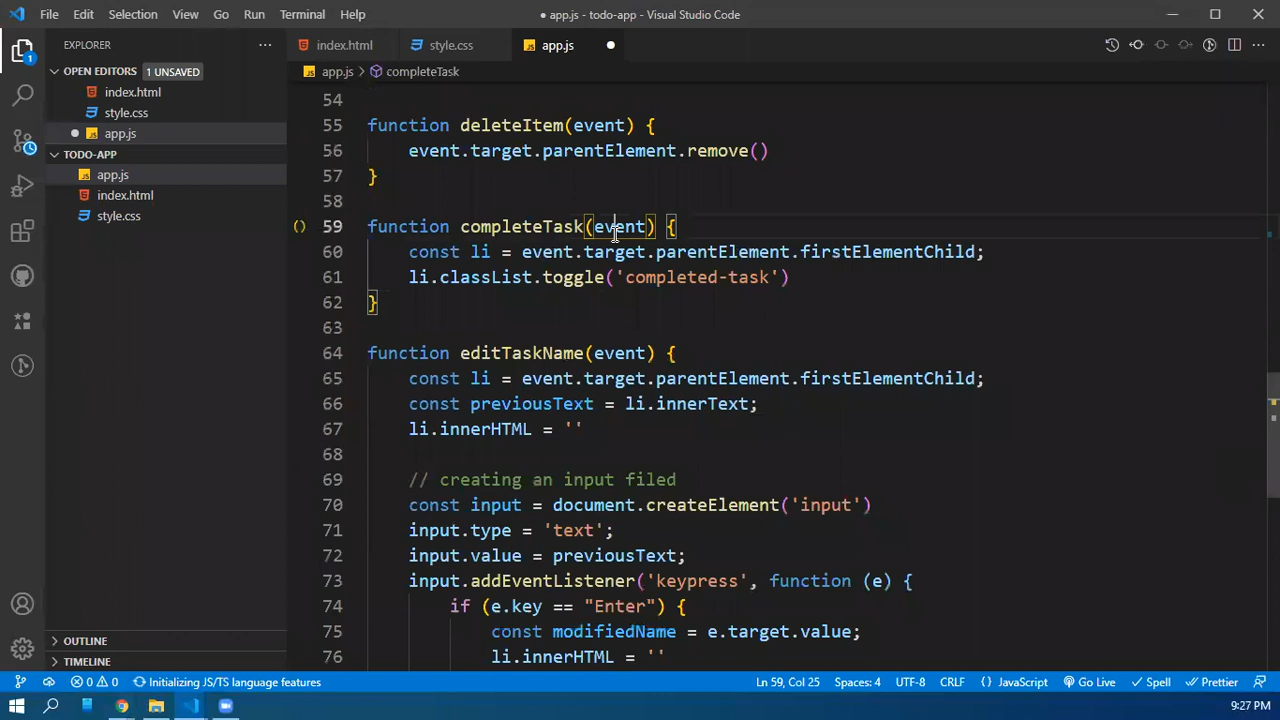 File Edit Selection View Go Run Terminal Help
● app.js - todo-app - Visual Studio Code
EXPLORER
index.html
style.css
app.js
OPEN EDITORS
1 UNSAVED
app.js
completeTask
index.html
style.css
app.js
TODO-APP
app.js
index.html
style.css
54
55 function deleteItem(event) {
56 event.target.parentElement.remove()
57 }
58
59 function completeTask(event) {
60 const li = event.target.parentElement.firstElementChild;
61 li.classList.toggle('completed-task')
62 }
63
64 function editTaskName(event) {
65 const li = event.target.parentElement.firstElementChild;
66 const previousText = li.innerText;
67 li.innerHTML = ''
68
69 // creating an input filed
70 const input = document.createElement('input')
71 input.type = 'text';
72 input.value = previousText;
73 input.addEventListener('keypress', function (e) {
74 if (e.key == "Enter") {
75 const modifiedName = e.target.value;
76 li.innerHTML = ''
OUTLINE
TIMELINE
0 0 Initializing JS/TS language features
Ln 59, Col 25 Spaces: 4 UTF-8 CRLF {} JavaScript Go Live Spell Prettier
9:27 PM